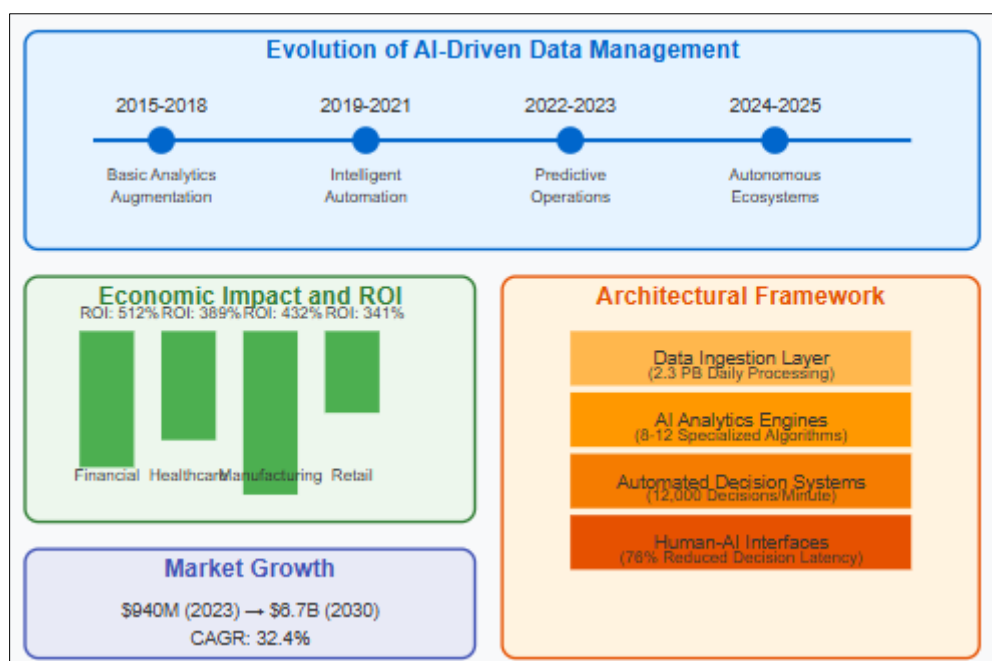 Evolution of AI-Driven Data Management
2015-2018 2019-2021 2022-2023 2024-2025
Basic Analytics Intelligent Predictive Autonomous
Augmentation Automation Operations Ecosystems
Economic Impact and ROI
ROI: 512% ROI: 389% ROI: 432% ROI: 341%
Financial Healthcare Manufacturing Retail
Market Growth
$940M (2023) → $6.7B (2030)
CAGR: 32.4%
Architectural Framework
Data Ingestion Layer
(2.3 PB Daily Processing)
AI Analytics Engines
(8-12 Specialized Algorithms)
Automated Decision Systems
(12,000 Decisions/Minute)
Human-AI Interfaces
(76% Reduced Decision Latency)